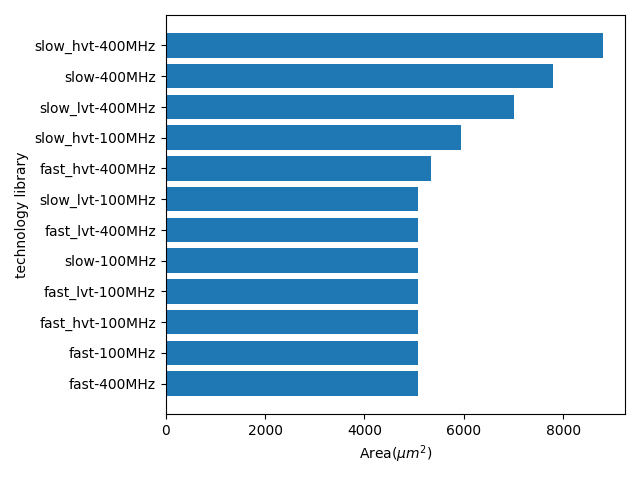 slow_hvt-400MHz
slow-400MHz
slow_lvt-400MHz
slow_hvt-100MHz
fast_hvt-400MHz
slow_lvt-100MHz
fast_lvt-400MHz
slow-100MHz
fast_lvt-100MHz
fast_hvt-100MHz
fast-100MHz
fast-400MHz
technology library
0 2000 4000 6000 8000
Area(μm²)